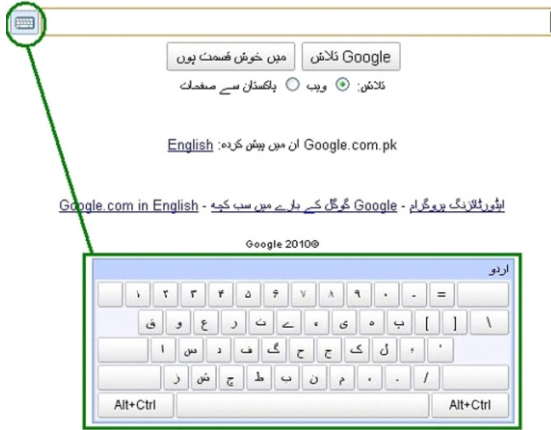 Google تلاش میں خوش قسمت ہوں
تلاش: ویب پاکستان سے صفحات
Google.com.pk ان میں پیش کردہ: English
ایڈورٹائزنگ پروگرام - Google گوگل کے بارے میں سب کچھ - Google.com in English
Google 2010©
اردو
۱ ۲ ۳ ۴ ۵ ۶ ۷ ۸ ۹ ۰ - =
ق و ع ر ت ے ء ی ہ پ [ ] \
ا س د ف گ ح ج ک ل ؛ '
ز ش چ ط ب ن م ، . /
Alt+Ctrl Alt+Ctrl